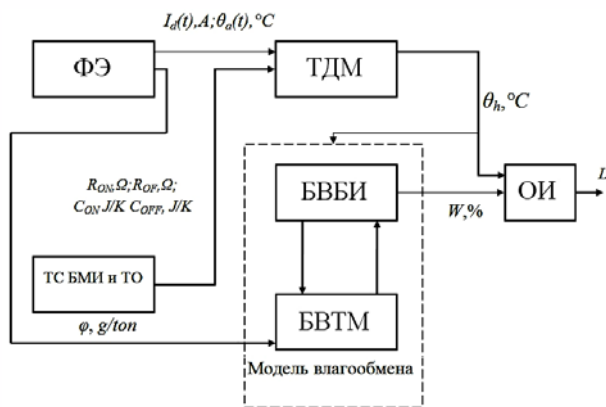 I_d(t),A;θ_a(t),°C
ФЭ
ТДМ
θ_h,°C
R_ON,Ω;R_OF,Ω;
C_ON J/K C_OFF, J/K
БВБИ
ОИ
W,%
ТС БМИ и ТО
БВТМ
φ, g/ton
Модель влагообмена